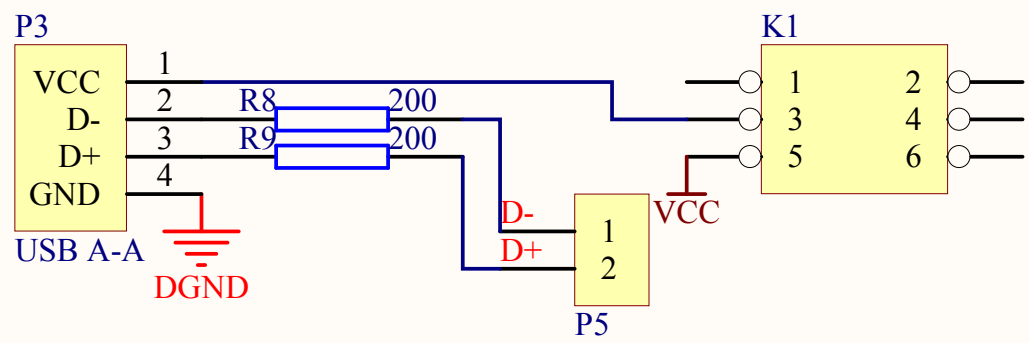 P3
K1
VCC 1
D- 2
D+ 3
GND 4
R8 200
R9 200
1 2
3 4
5 6
USB A-A
DGND
D- 1
D+ 2
VCC
P5